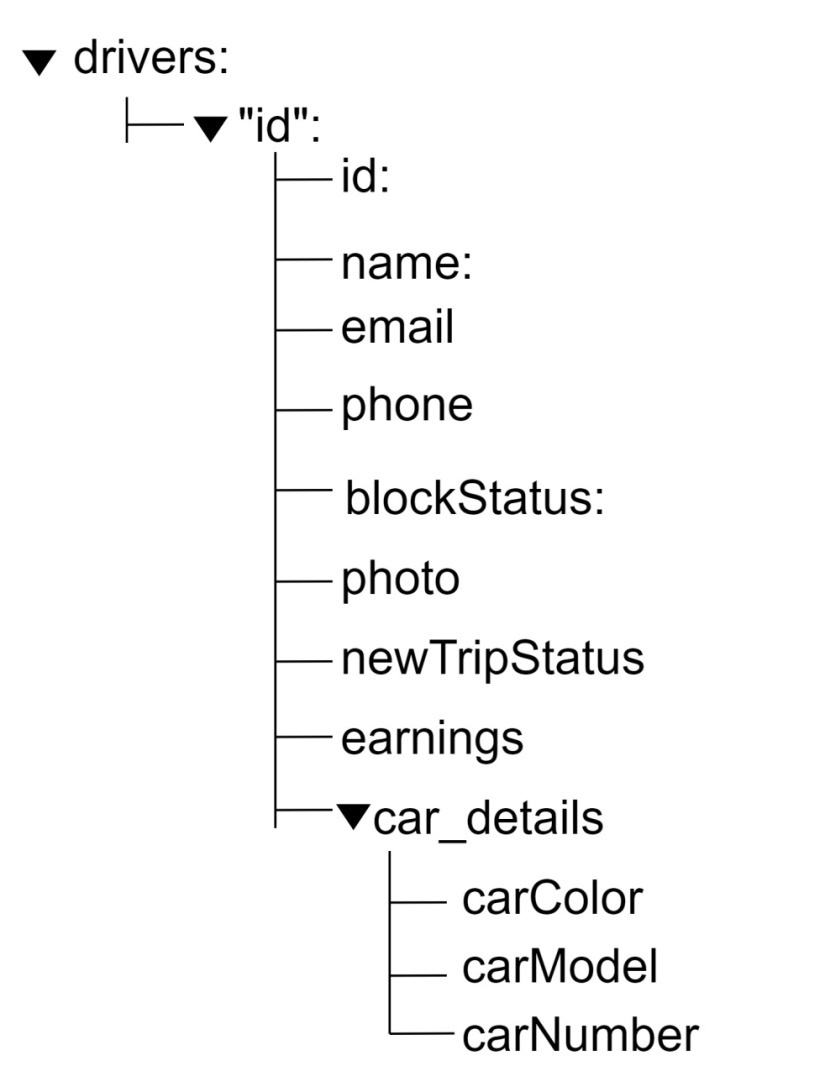 drivers:
"id":
id:
name:
email
phone
blockStatus:
photo
newTripStatus
earnings
car_details
carColor
carModel
carNumber